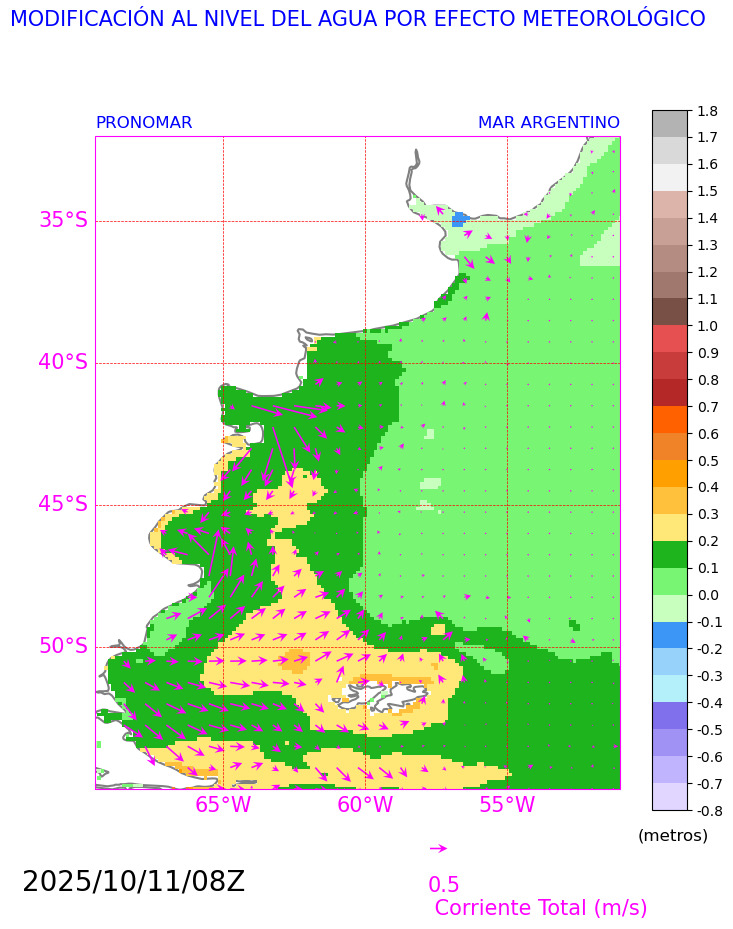 MODIFICACIÓN AL NIVEL DEL AGUA POR EFECTO METEOROLÓGICO
PRONOMAR MAR ARGENTINO
35°S
40°S
45°S
50°S
65°W 60°W 55°W
1.8
1.7
1.6
1.5
1.4
1.3
1.2
1.1
1.0
0.9
0.8
0.7
0.6
0.5
0.4
0.3
0.2
0.1
0.0
-0.1
-0.2
-0.3
-0.4
-0.5
-0.6
-0.7
-0.8
(metros)
2025/10/11/08Z
0.5
Corriente Total (m/s)